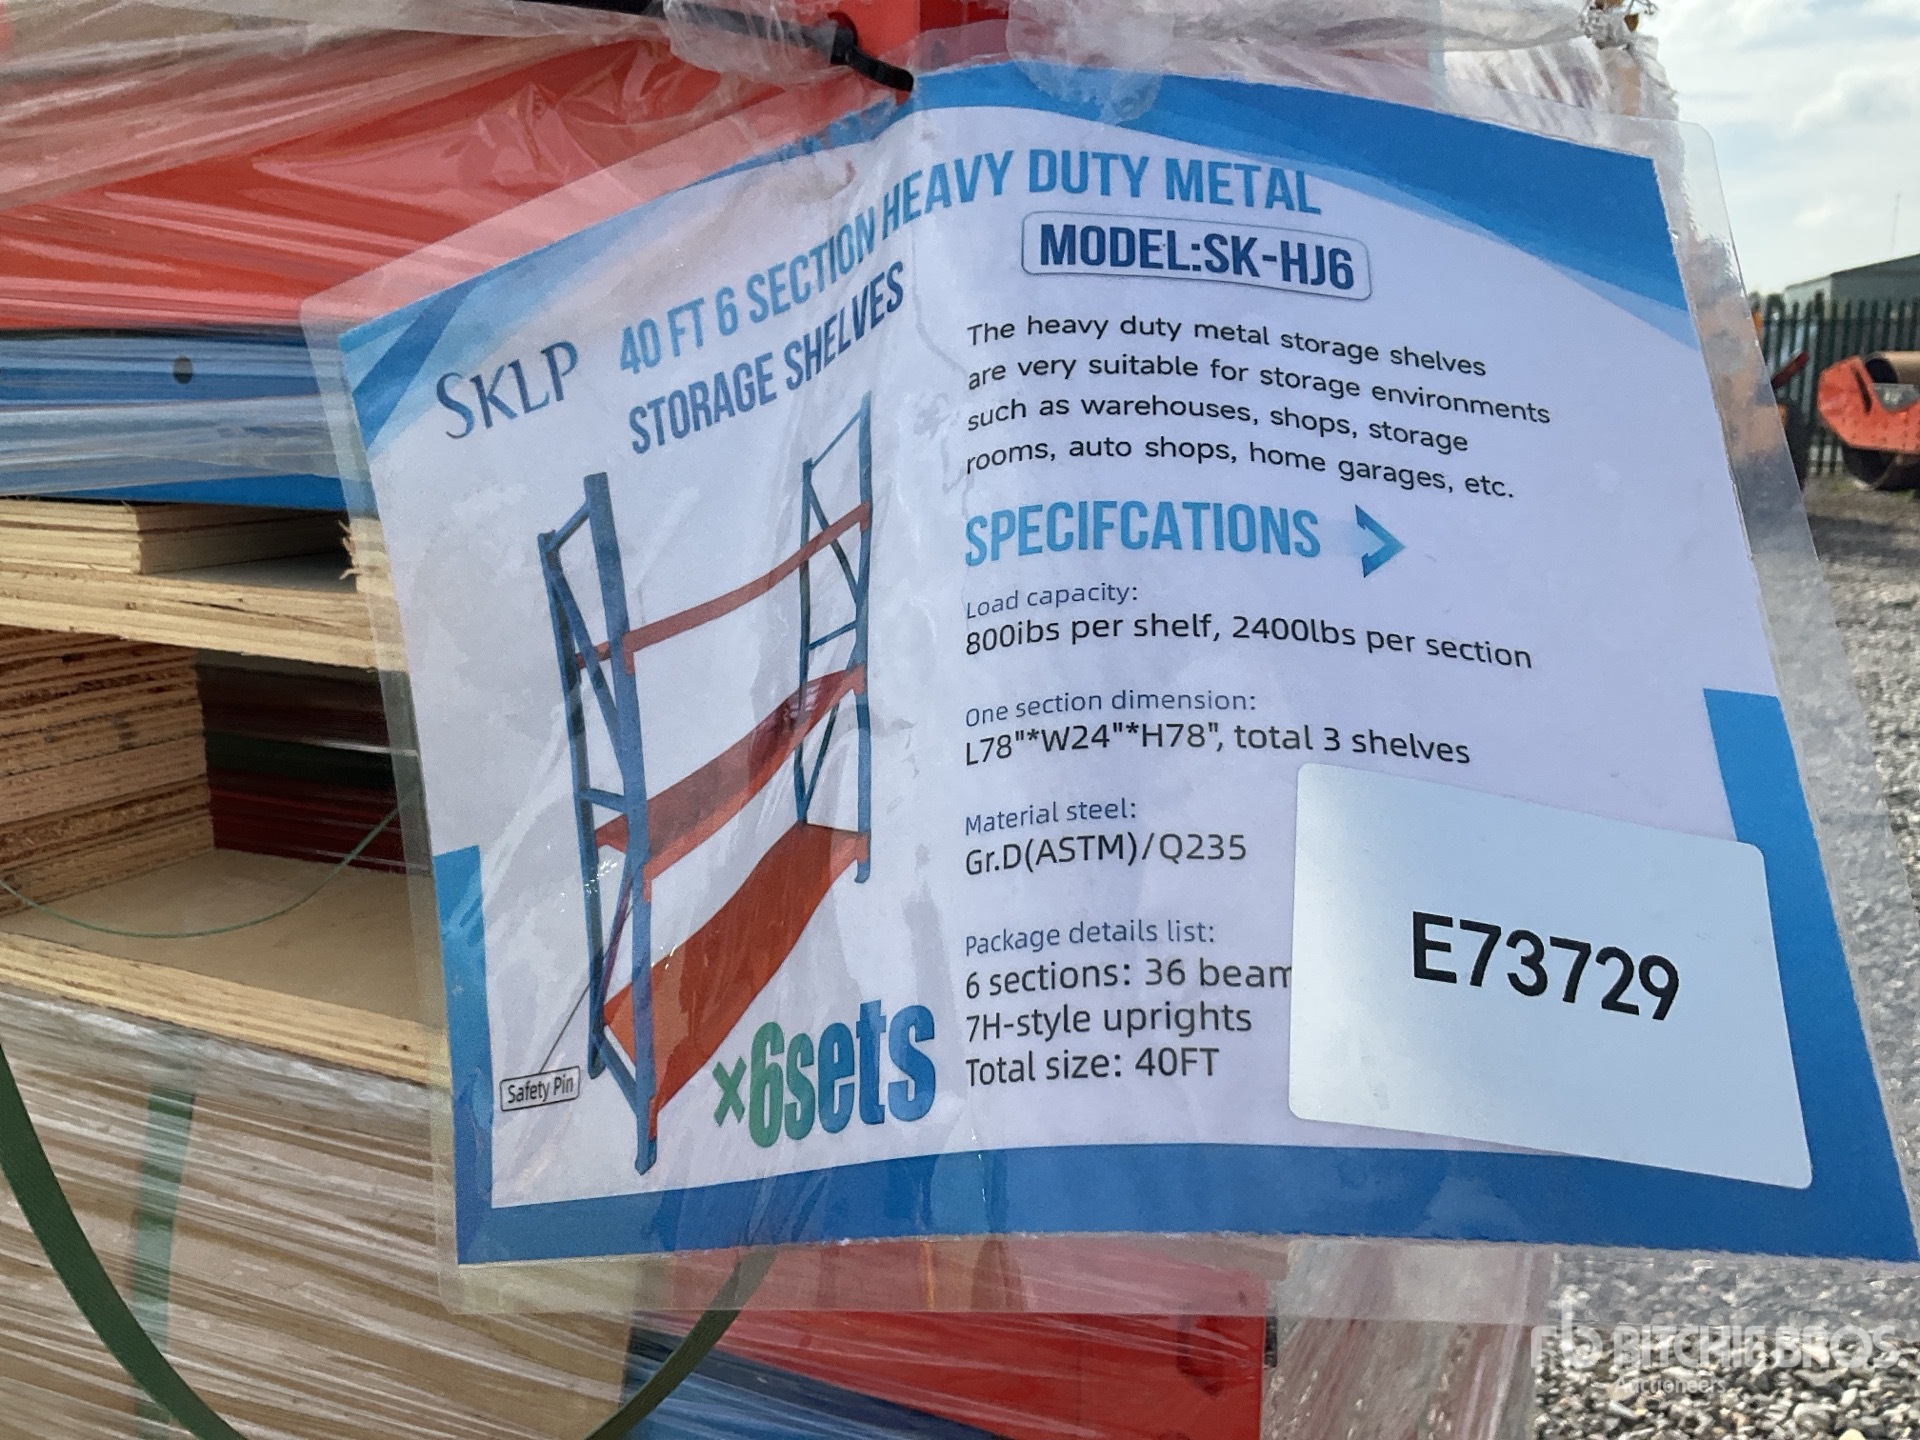 40 FT 6 SECTION HEAVY DUTY METAL
STORAGE SHELVES
SKLP
MODEL:SK-HJ6
The heavy duty metal storage shelves
are very suitable for storage environments
such as warehouses, shops, storage
rooms, auto shops, home garages, etc.
SPECIFCATIONS
Load capacity:
800ibs per shelf, 2400lbs per section
One section dimension:
L78"*W24"*H78", total 3 shelves
Material steel:
Gr.D(ASTM)/Q235
Package details list:
6 sections: 36 beam
7H-style uprights
Total size: 40FT
Safety Pin
×6sets
E73729
rb RITCHIE BROS
Auctioneers